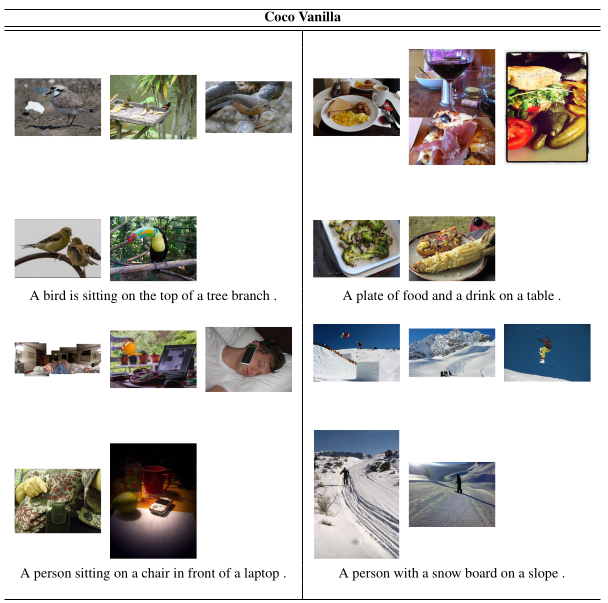 Coco Vanilla
A bird is sitting on the top of a tree branch .
A plate of food and a drink on a table .
A person sitting on a chair in front of a laptop .
A person with a snow board on a slope .